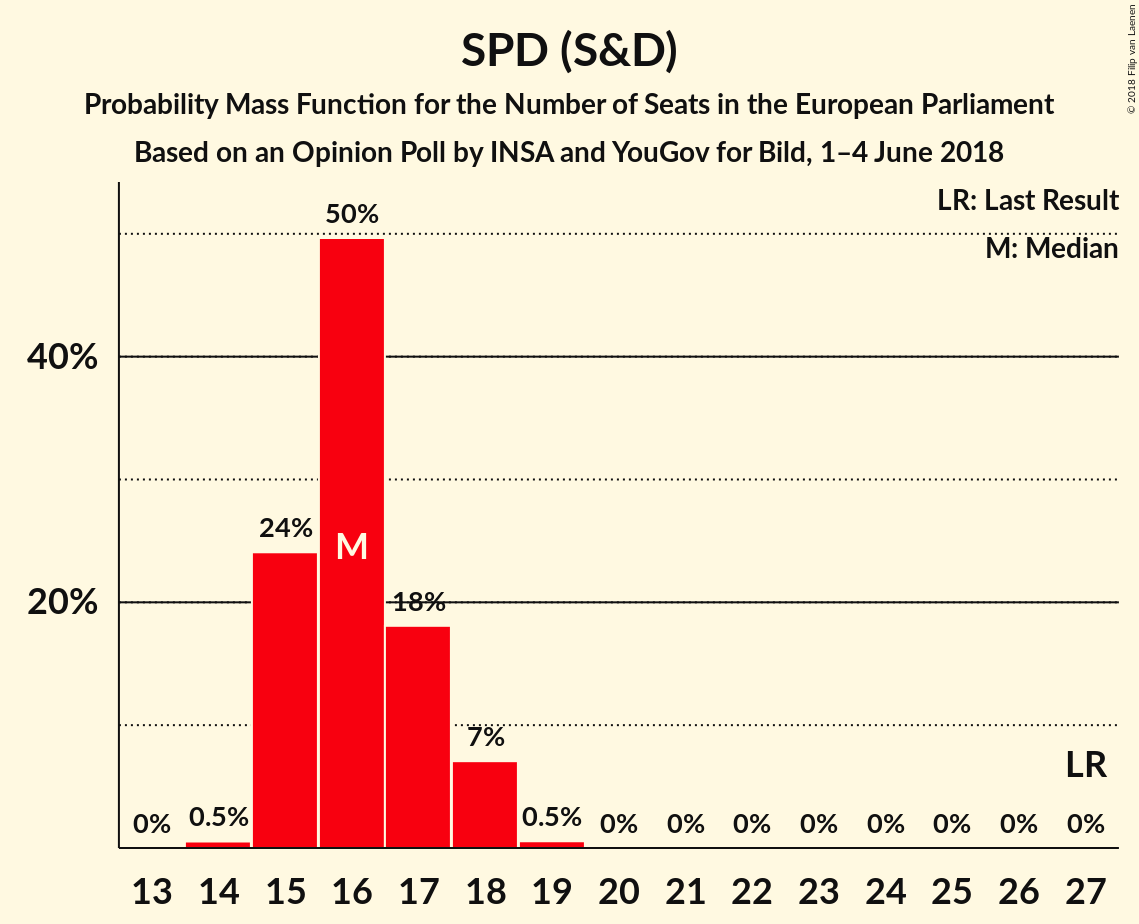 SPD (S&D)
Probability Mass Function for the Number of Seats in the European Parliament
Based on an Opinion Poll by INSA and YouGov for Bild, 1–4 June 2018
© 2018 Filip van Laenen
LR: Last Result
M: Median
50%
40%
24%
M
20%
18%
7%
LR
0%
0.5%
0.5%
0%
0%
0%
0%
0%
0%
0%
0%
13 14 15 16 17 18 19 20 21 22 23 24 25 26 27